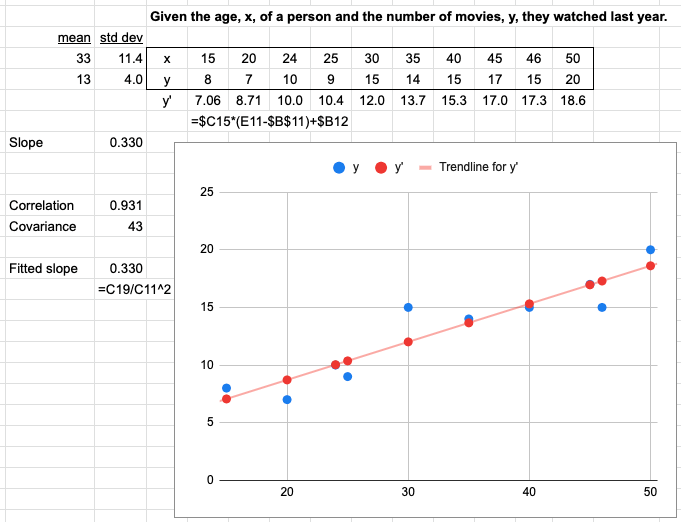 Given the age, x, of a person and the number of movies, y, they watched last year.
mean std dev
33 11.4 x 15 20 24 25 30 35 40 45 46 50
13 4.0 y 8 7 10 9 15 14 15 17 15 20
y' 7.06 8.71 10.0 10.4 12.0 13.7 15.3 17.0 17.3 18.6
=$C15*(E11-$B$11)+$B12
Slope 0.330
y y' Trendline for y'
25
Correlation 0.931
Covariance 43
20
Fitted slope 0.330
=C19/C11^2
15
10
5
0
20 30 40 50